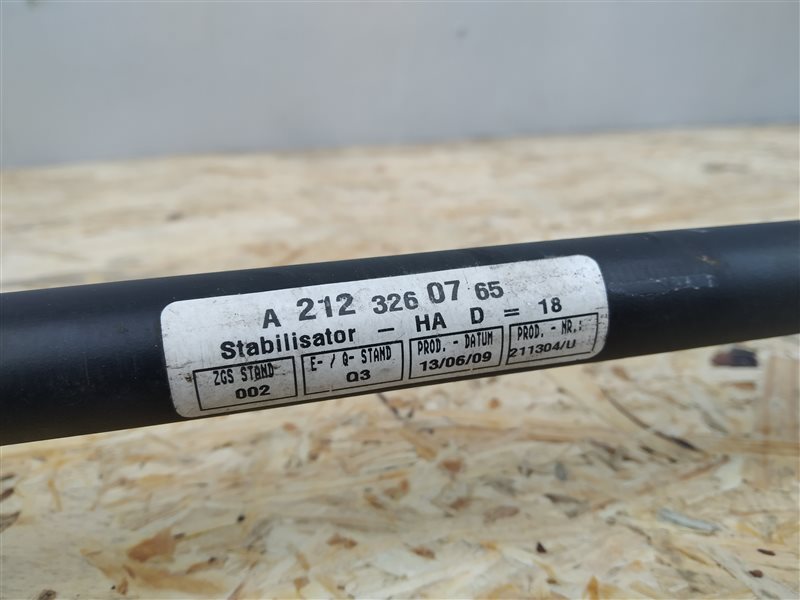 A 212 326 07 65
Stabilisator - HA D = 18
ZGS STAND E- / Q- STAND PROD. - DATUM PROD. - NR.:
002 Q3 13/06/09 211304/U